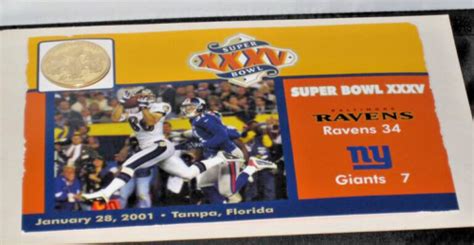 SUPER
XXXV
BOWL
SUPER BOWL XXXV
BALTIMORE
RAVENS
Ravens 34
ny
Giants 7
January 28, 2001 • Tampa, Florida